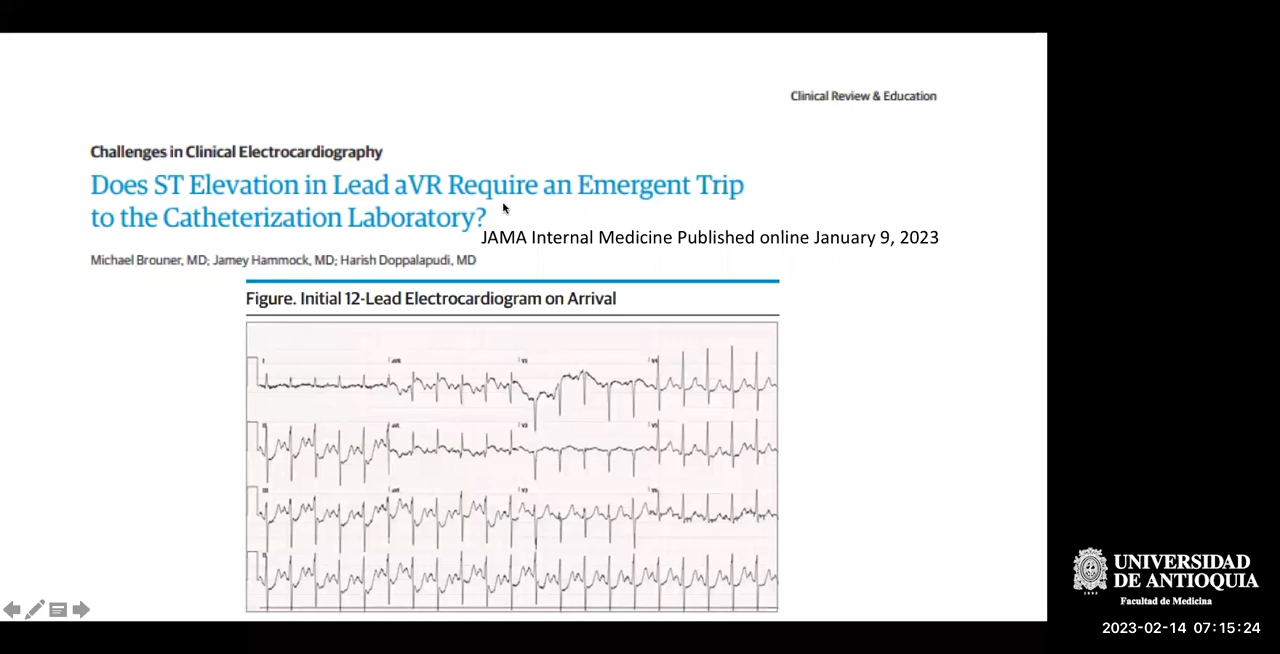 Clinical Review & Education
Challenges in Clinical Electrocardiography
Does ST Elevation in Lead aVR Require an Emergent Trip
to the Catheterization Laboratory?
JAMA Internal Medicine Published online January 9, 2023
Michael Brouner, MD; Jamey Hammock, MD; Harish Doppalapudi, MD
Figure. Initial 12-Lead Electrocardiogram on Arrival
UNIVERSIDAD
DE ANTIOQUIA
1803
Facultad de Medicina
2023-02-14 07:15:24